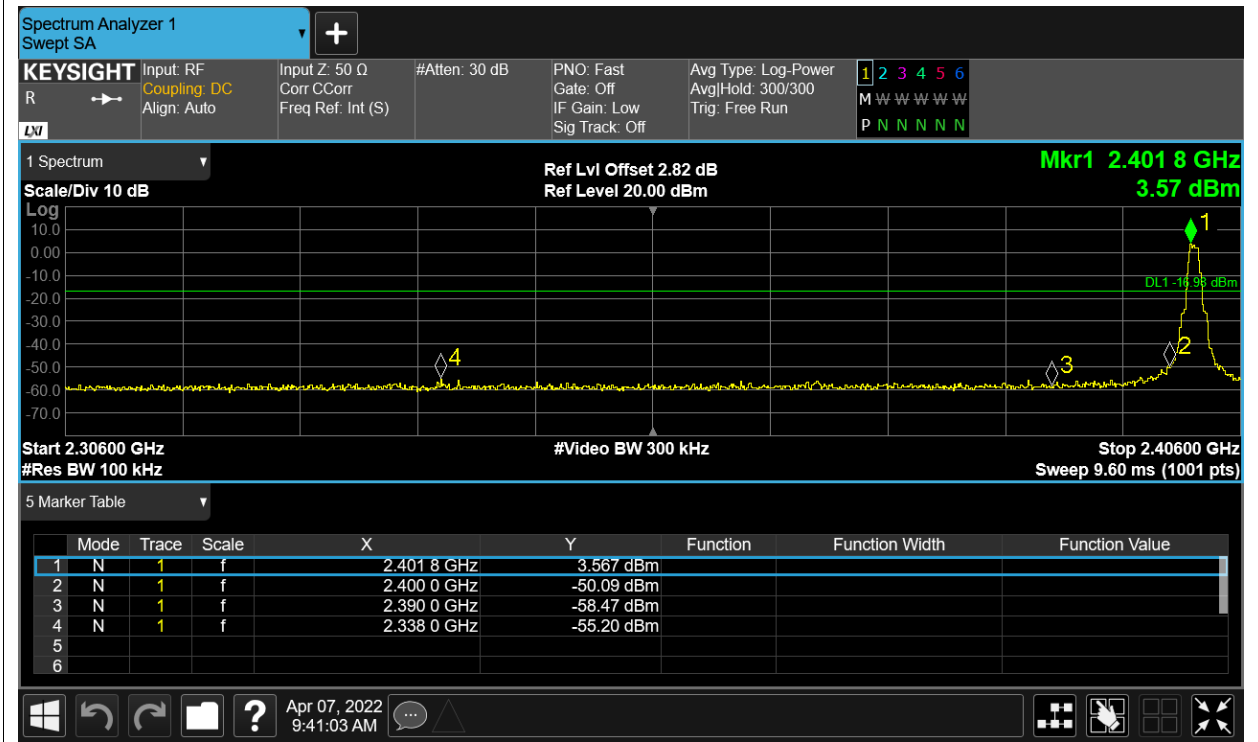 Spectrum Analyzer 1
Swept SA
KEYSIGHT
R
LXI
Input: RF
Coupling: DC
Align: Auto
Input Z: 50 Ω
Corr CCorr
Freq Ref: Int (S)
#Atten: 30 dB
PNO: Fast
Gate: Off
IF Gain: Low
Sig Track: Off
Avg Type: Log-Power
Avg|Hold: 300/300
Trig: Free Run
1 2 3 4 5 6
M W W W W W
P N N N N N
1 Spectrum
Scale/Div 10 dB
Ref Lvl Offset 2.82 dB
Ref Level 20.00 dBm
Mkr1 2.401 8 GHz
3.57 dBm
Log
10.0
0.00
-10.0
-20.0
-30.0
-40.0
-50.0
-60.0
-70.0
1
DL1 -16.93 dBm
2
3
4
Start 2.30600 GHz
#Video BW 300 kHz
Stop 2.40600 GHz
#Res BW 100 kHz
Sweep 9.60 ms (1001 pts)
5 Marker Table
Mode Trace Scale X Y Function Function Width Function Value
1 N 1 f 2.401 8 GHz 3.567 dBm
2 N 1 f 2.400 0 GHz -50.09 dBm
3 N 1 f 2.390 0 GHz -58.47 dBm
4 N 1 f 2.338 0 GHz -55.20 dBm
5
6
?
Apr 07, 2022
9:41:03 AM